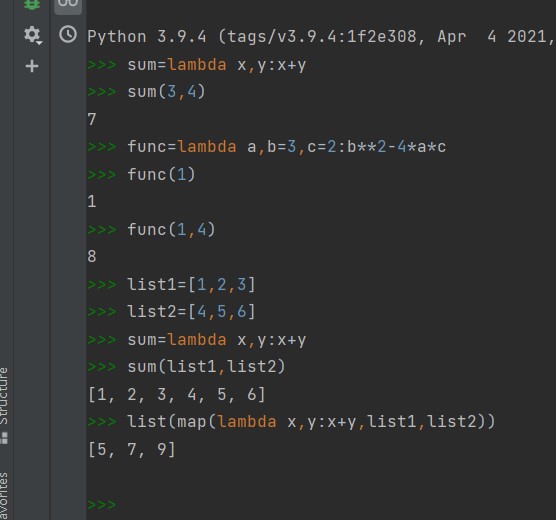 Python 3.9.4 (tags/v3.9.4:1f2e308, Apr  4 2021,
>>> sum=lambda x,y:x+y
>>> sum(3,4)
7
>>> func=lambda a,b=3,c=2:b**2-4*a*c
>>> func(1)
1
>>> func(1,4)
8
>>> list1=[1,2,3]
>>> list2=[4,5,6]
>>> sum=lambda x,y:x+y
>>> sum(list1,list2)
[1, 2, 3, 4, 5, 6]
>>> list(map(lambda x,y:x+y,list1,list2))
[5, 7, 9]
>>>
Structure
avorites